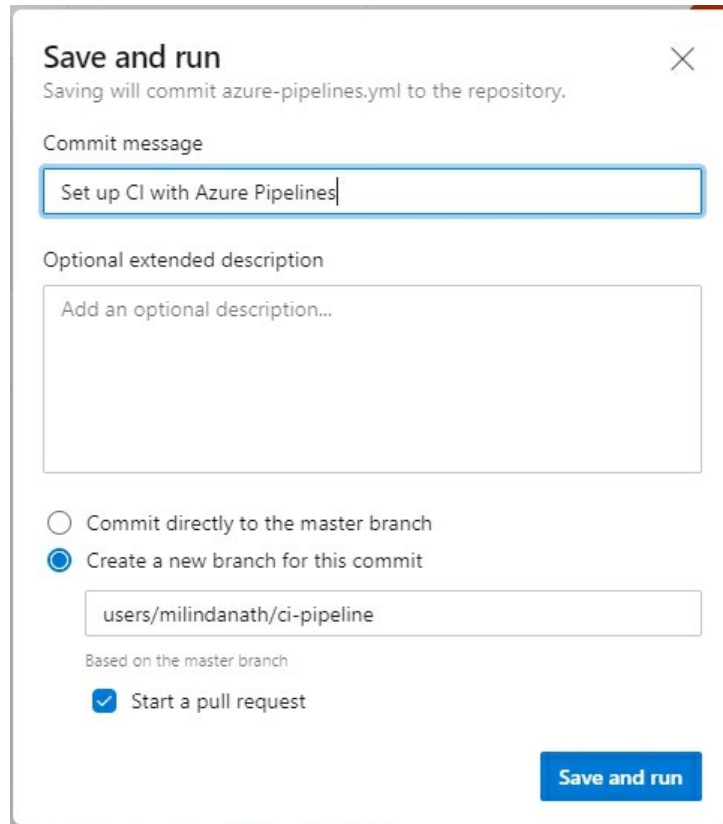 Save and run
Saving will commit azure-pipelines.yml to the repository.
Commit message
Set up CI with Azure Pipelines
Optional extended description
Add an optional description...
Commit directly to the master branch
Create a new branch for this commit
users/milindanath/ci-pipeline
Based on the master branch
Start a pull request
Save and run